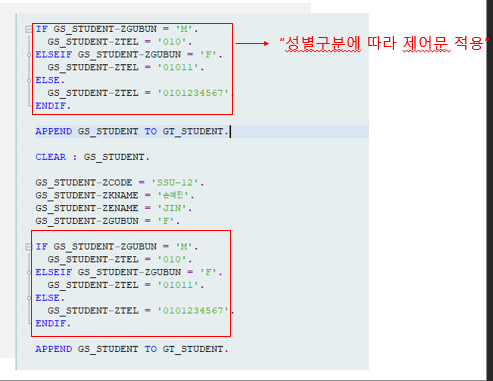 IF GS_STUDENT-ZGUBUN = 'M'.
GS_STUDENT-ZTEL = '010'.
ELSEIF GS_STUDENT-ZGUBUN = 'F'.
GS_STUDENT-ZTEL = '01011'.
ELSE.
GS_STUDENT-ZTEL = '0101234567'.
ENDIF.
"성별구분에 따라 제어문 적용"
APPEND GS_STUDENT TO GT_STUDENT.
CLEAR : GS_STUDENT.
GS_STUDENT-ZCODE = 'SSU-12'.
GS_STUDENT-ZKNAME = '손예진'.
GS_STUDENT-ZENAME = 'JIN'.
GS_STUDENT-ZGUBUN = 'F'.
IF GS_STUDENT-ZGUBUN = 'M'.
GS_STUDENT-ZTEL = '010'.
ELSEIF GS_STUDENT-ZGUBUN = 'F'.
GS_STUDENT-ZTEL = '01011'.
ELSE.
GS_STUDENT-ZTEL = '0101234567'.
ENDIF.
APPEND GS_STUDENT TO GT_STUDENT.